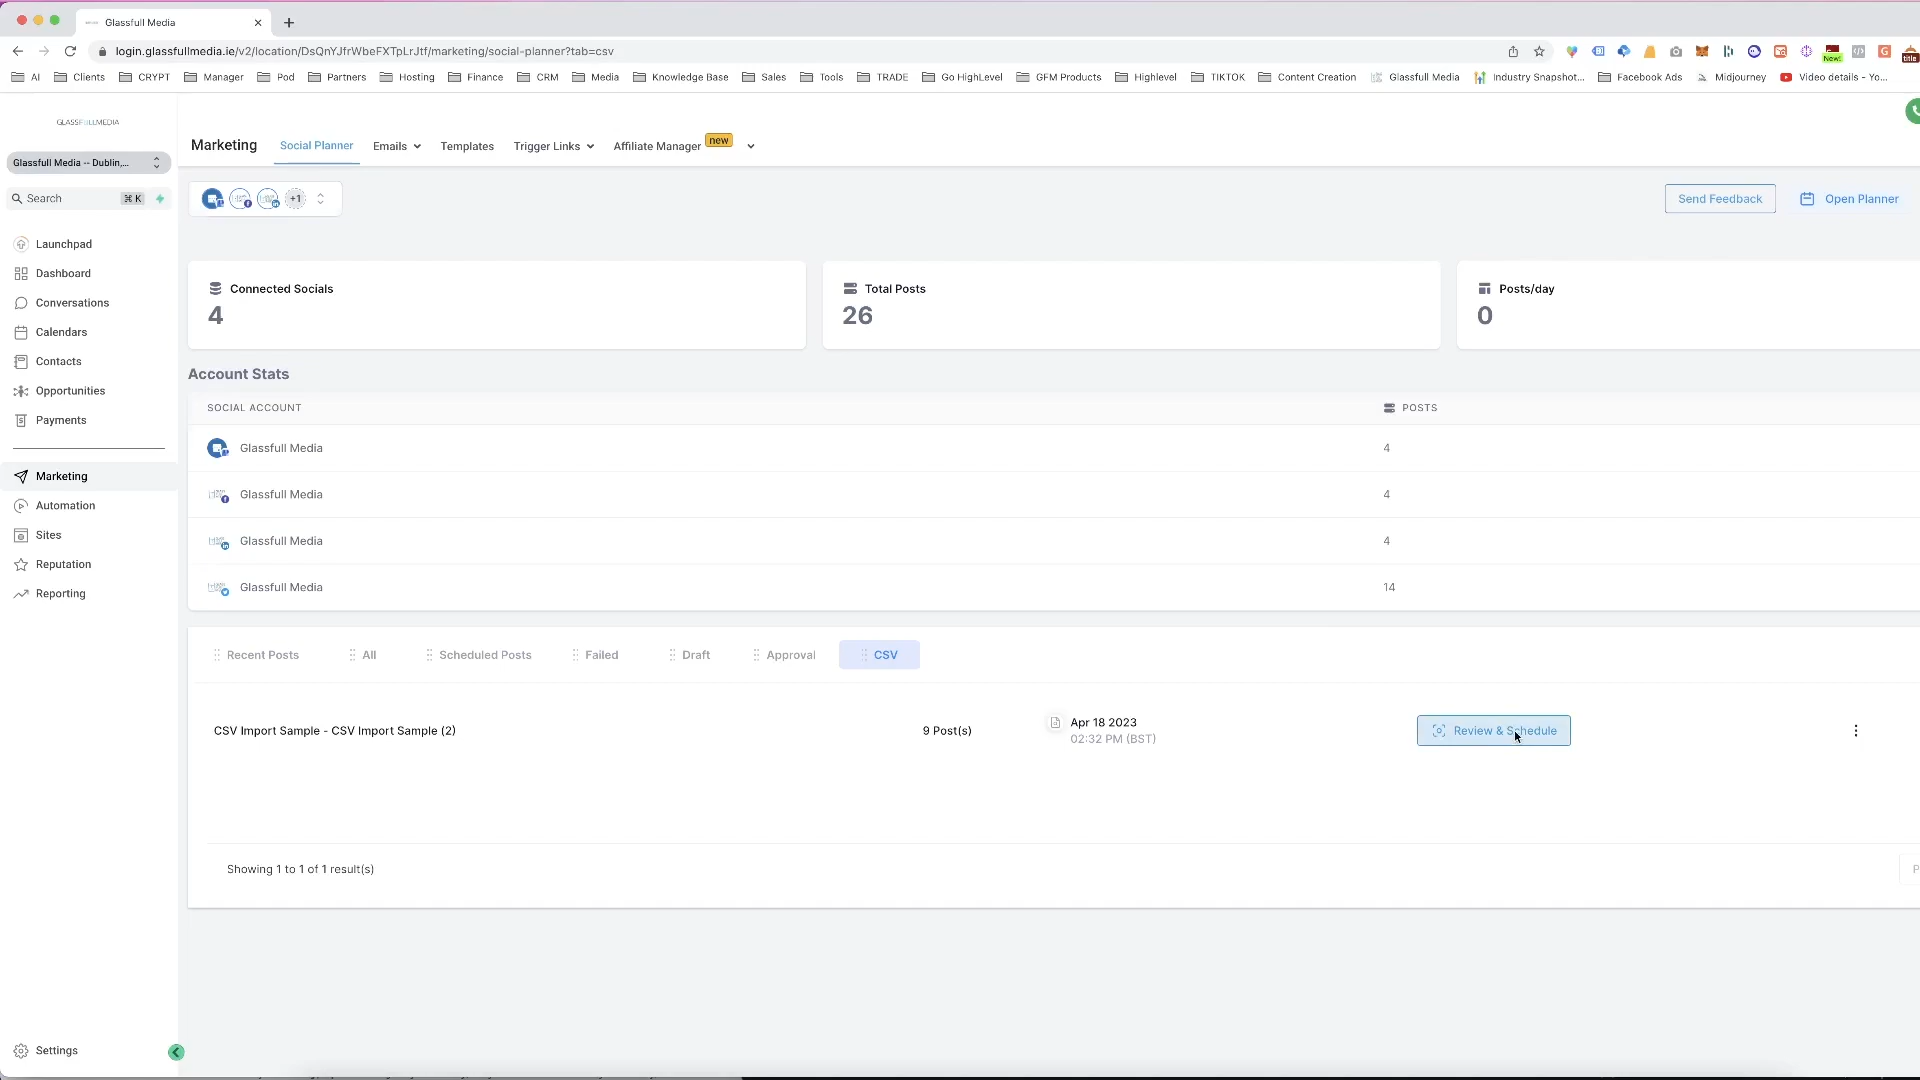 Glassfull Media
login.glassfullmedia.ie/v2/location/DsQnYJfrWbeFXTpLrJtf/marketing/social-planner?tab=csv
New!
title
AI Clients CRYPT Manager Pod Partners Hosting Finance CRM Media Knowledge Base Sales Tools TRADE Go HighLevel GFM Products Highlevel TIKTOK Content Creation Glassfull Media Industry Snapshot... Facebook Ads Midjourney Video details - Yo...
GLASSFULLMEDIA
Marketing Social Planner Emails Templates Trigger Links Affiliate Manager new
Glassfull Media -- Dublin,...
Search ⌘ K
+1
Send Feedback Open Planner
Launchpad
Dashboard
Conversations
Calendars
Contacts
Opportunities
Payments
Marketing
Automation
Sites
Reputation
Reporting
Settings
Connected Socials
4
Total Posts
26
Posts/day
0
Account Stats
SOCIAL ACCOUNT POSTS
Glassfull Media 4
Glassfull Media 4
Glassfull Media 4
Glassfull Media 14
Recent Posts All Scheduled Posts Failed Draft Approval CSV
CSV Import Sample - CSV Import Sample (2) 9 Post(s) Apr 18 2023
02:32 PM (BST)
Review & Schedule
Showing 1 to 1 of 1 result(s)